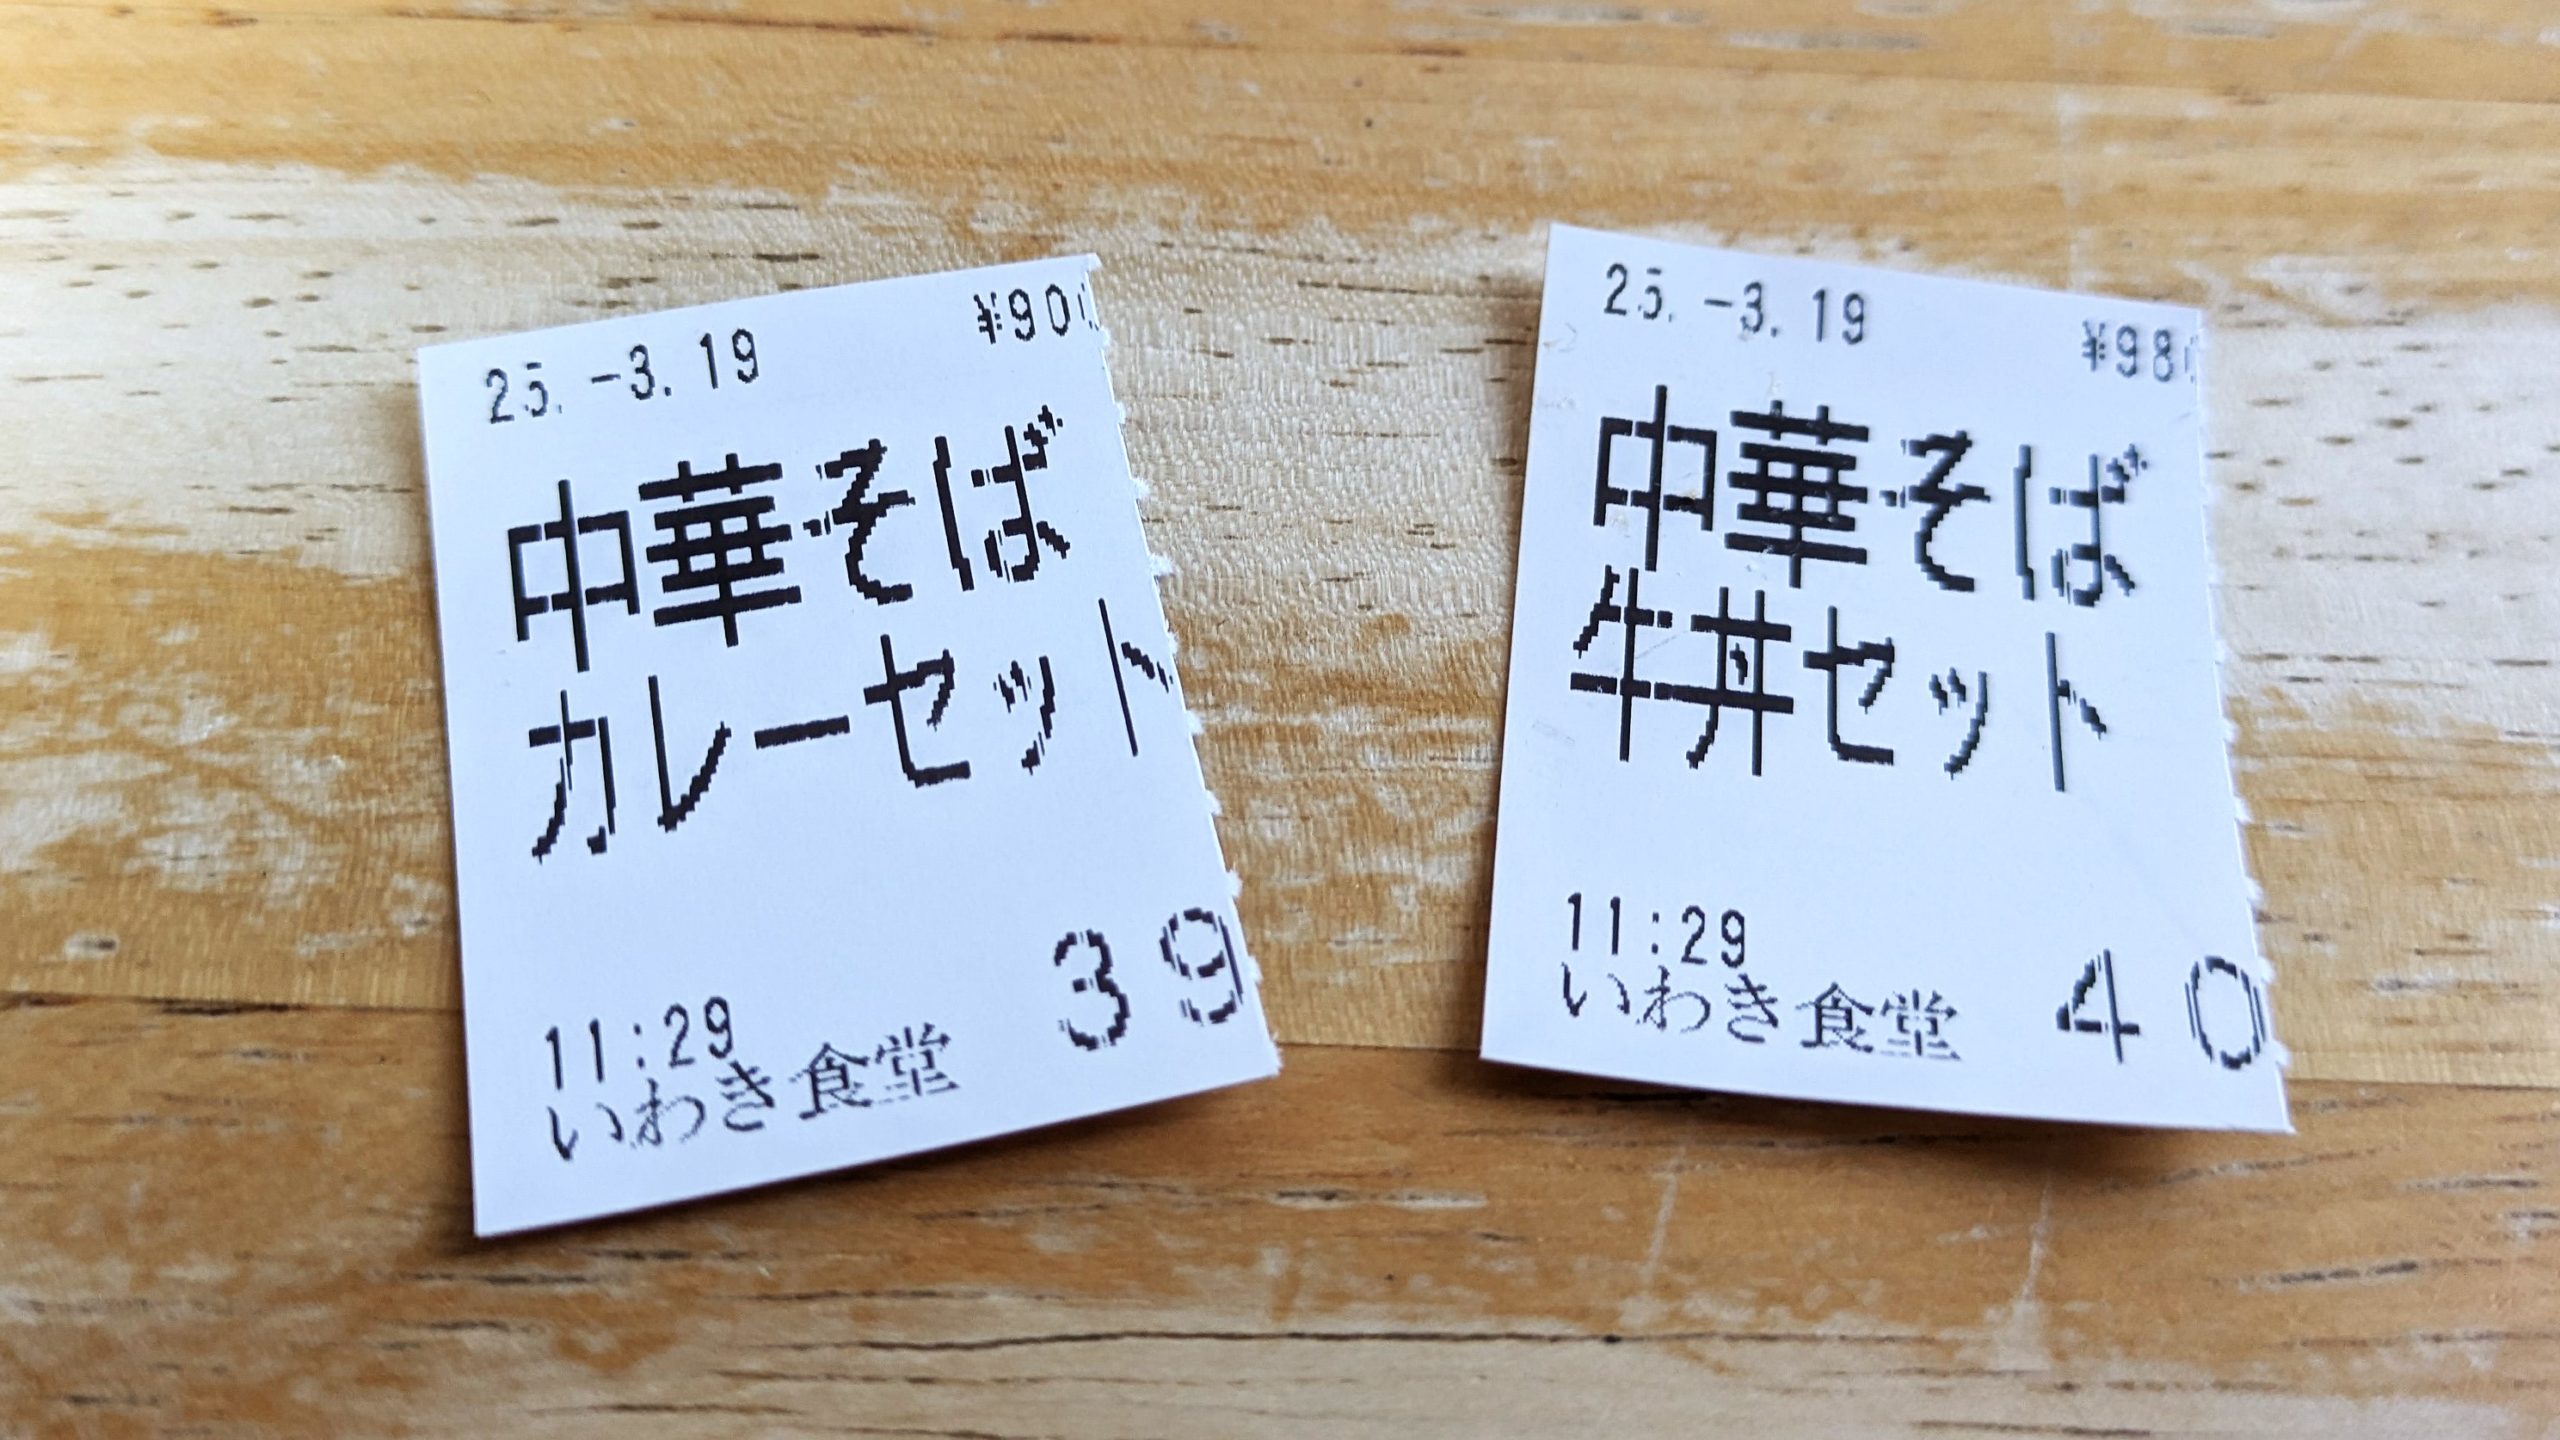 25.-3.19 ¥900
中華そば
カレーセット
11:29
いわき食堂 39
25.-3.19 ¥980
中華そば
牛丼セット
11:29
いわき食堂 40